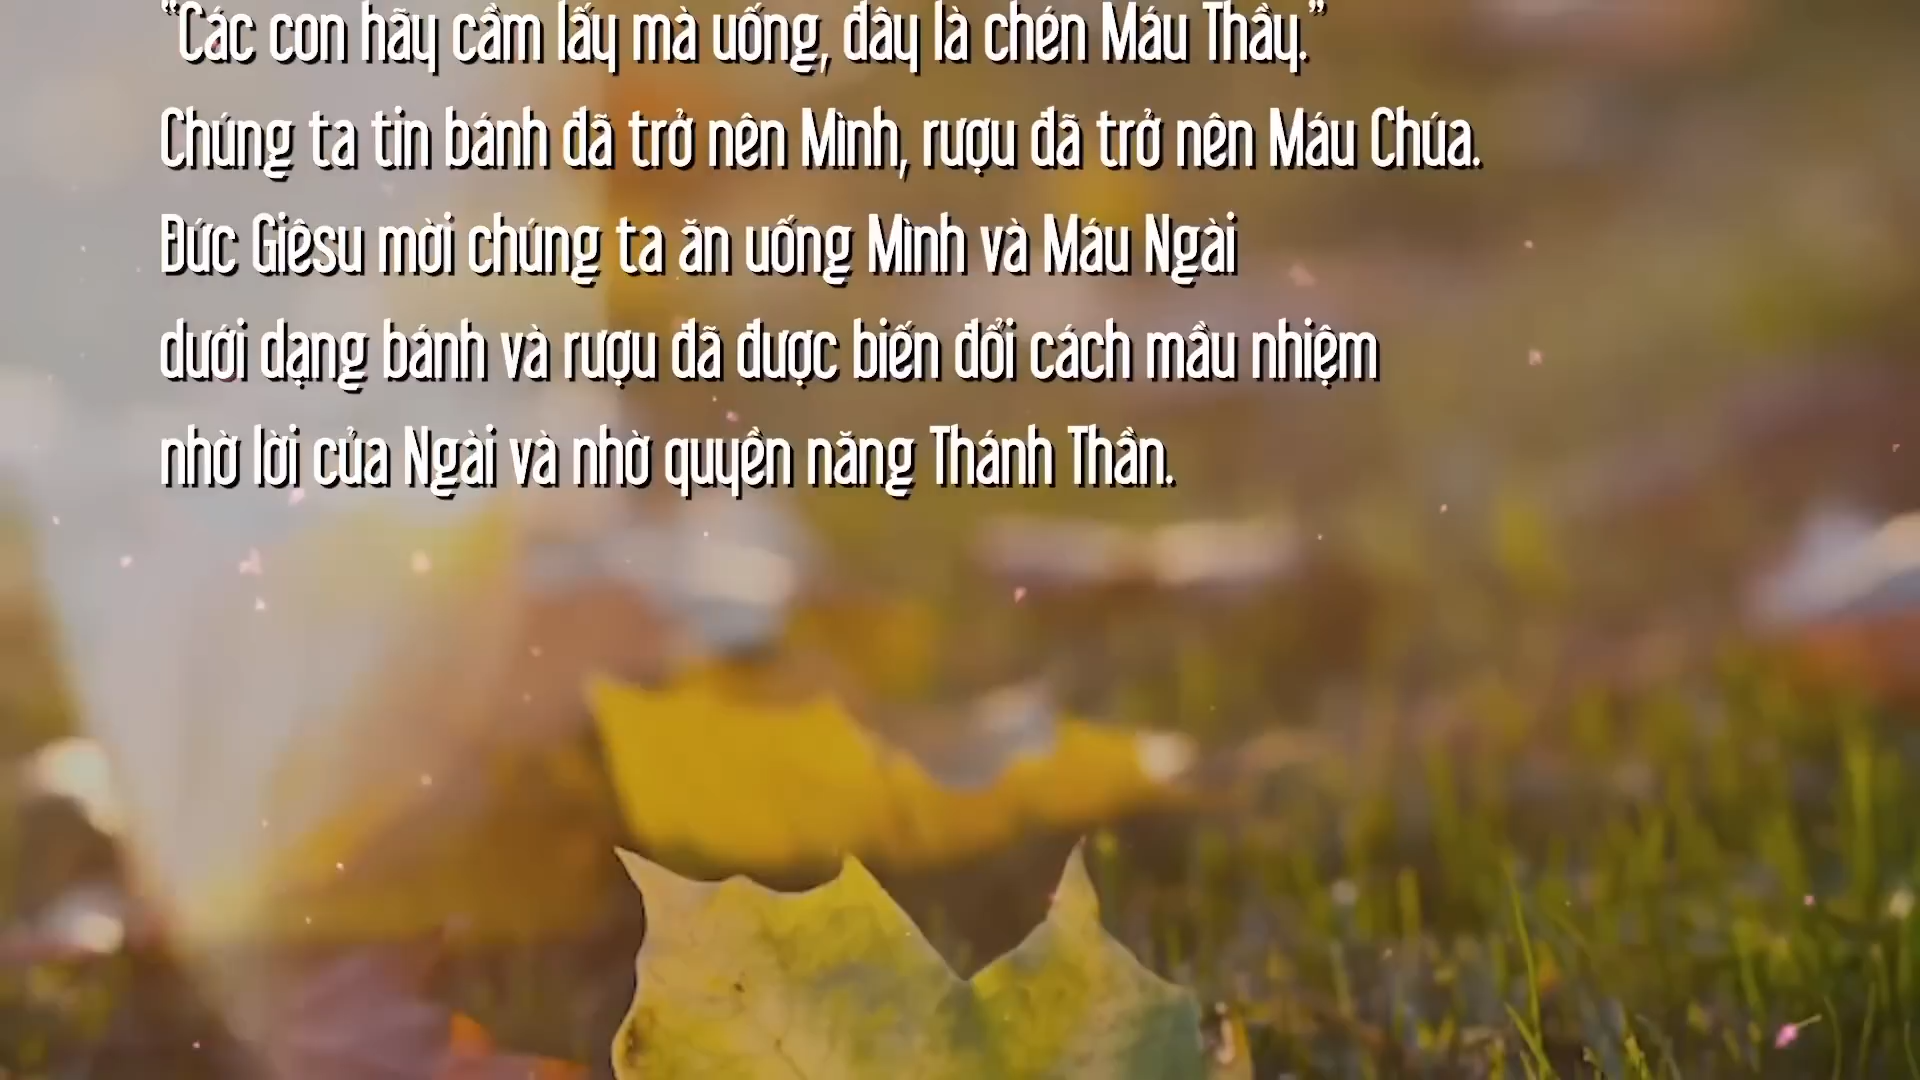 “Các con hãy cầm lấy mà uống, đây là chén Máu Thầy.”
Chúng ta tin bánh đã trở nên Mình, rượu đã trở nên Máu Chúa.
Đức Giêsu mời chúng ta ăn uống Mình và Máu Ngài
dưới dạng bánh và rượu đã được biến đổi cách mầu nhiệm
nhờ lời của Ngài và nhờ quyền năng Thánh Thần.